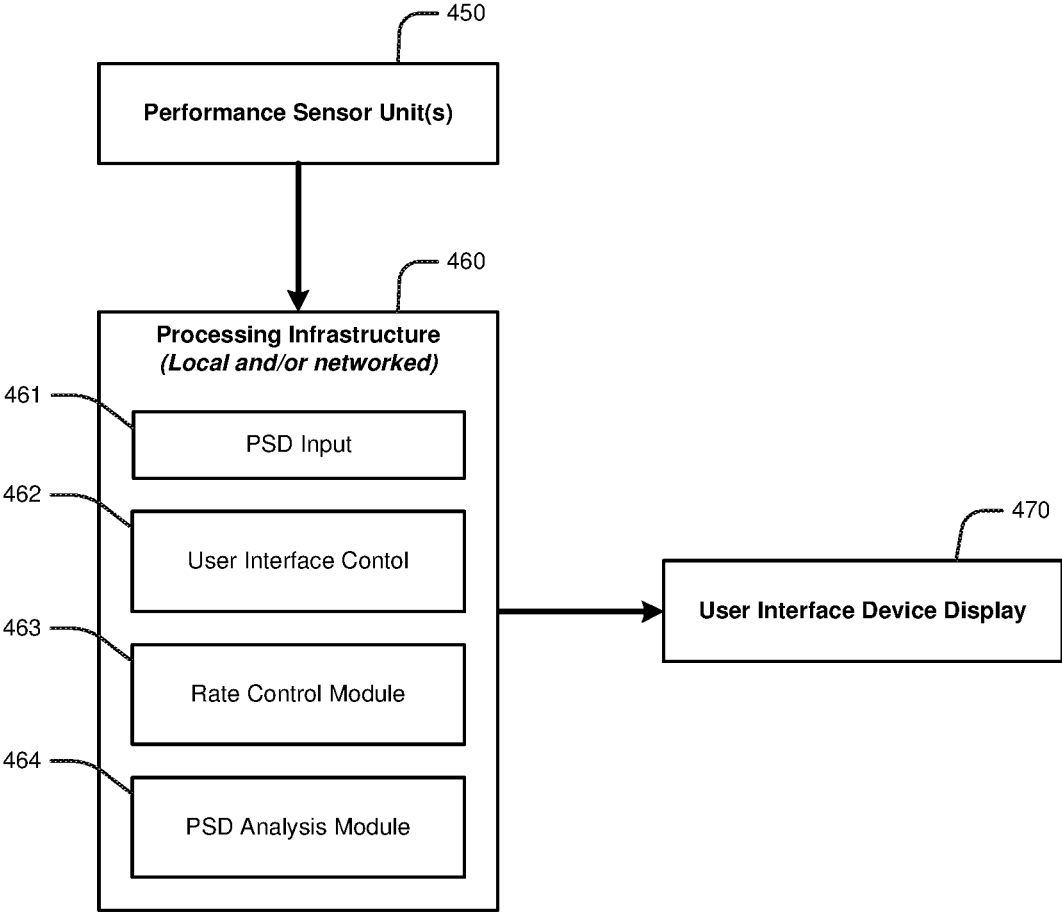 450
Performance Sensor Unit(s)
460
Processing Infrastructure
(Local and/or networked)
461
PSD Input
462
User Interface Contol
470
User Interface Device Display
463
Rate Control Module
464
PSD Analysis Module